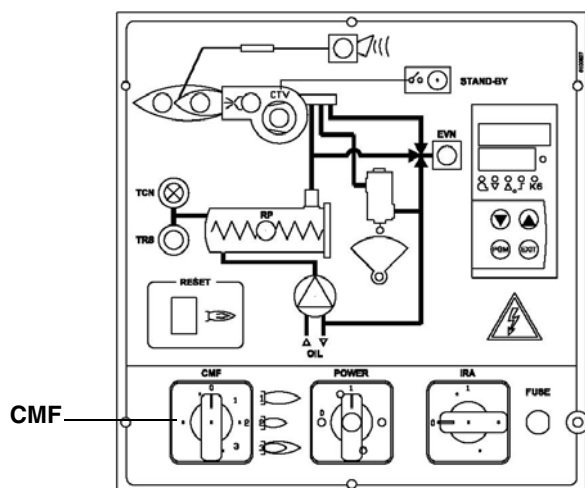 CTV
STAND-BY
EVN
K6
TCN
TRS
RP
PGM
EXIT
RESET
OIL
CMF
POWER
IRA
FUSE
0
1
2
3
1
0
1
0
CMF